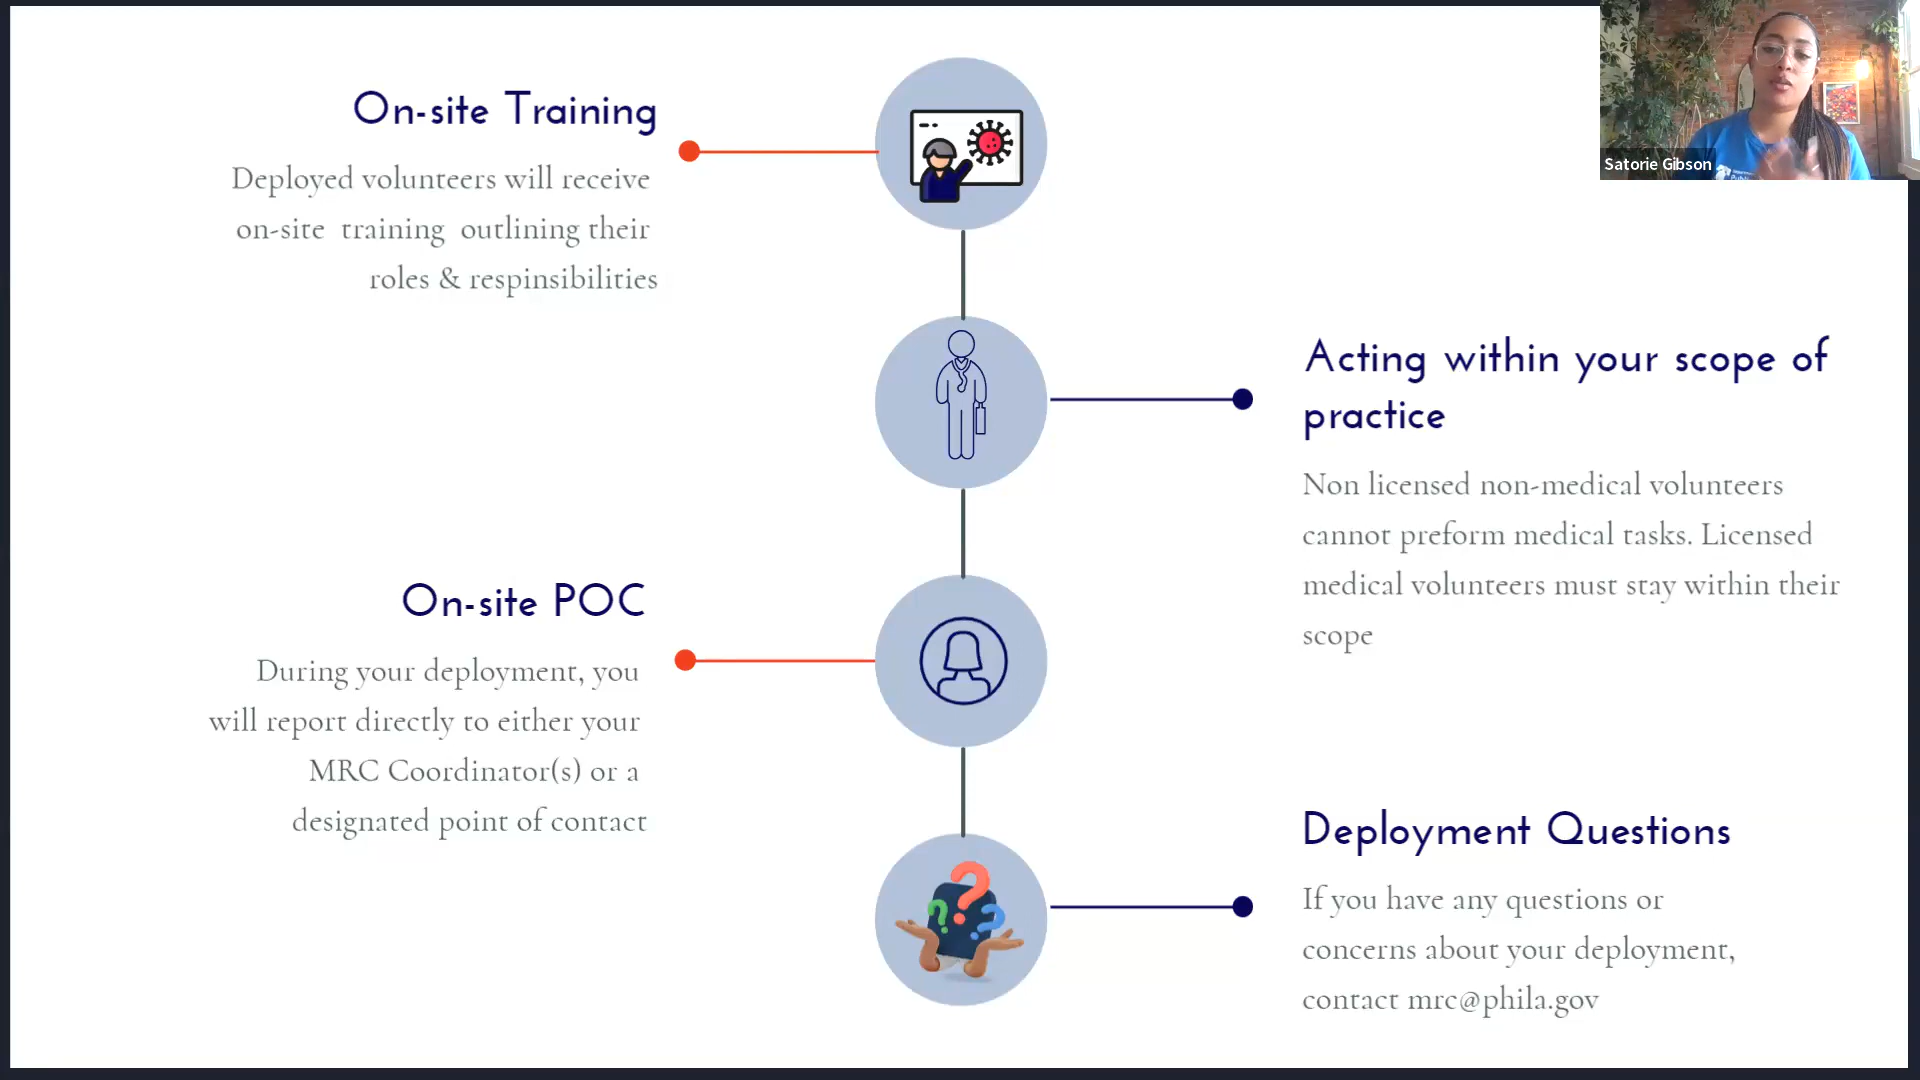 On-site Training
Deployed volunteers will receive
on-site training outlining their
roles & respinsibilities
Acting within your scope of
practice
Non licensed non-medical volunteers
cannot preform medical tasks. Licensed
medical volunteers must stay within their
scope
On-site POC
During your deployment, you
will report directly to either your
MRC Coordinator(s) or a
designated point of contact
Deployment Questions
If you have any questions or
concerns about your deployment,
contact mrc@phila.gov
Satorie Gibson